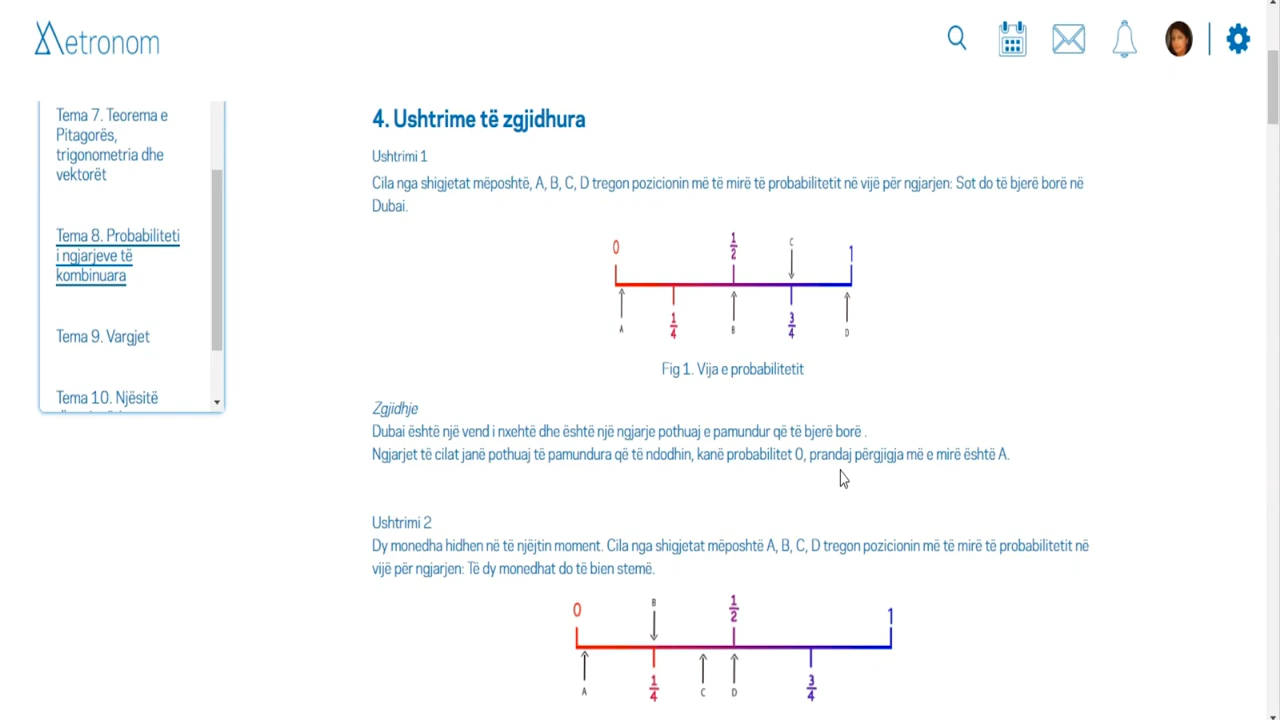 Metronom
Tema 7. Teorema e
Pitagorës,
trigonometria dhe
vektorët
Tema 8. Probabiliteti
i ngjarjeve të
kombinuara
Tema 9. Vargjet
Tema 10. Njësitë
4. Ushtrime të zgjidhura
Ushtrimi 1
Cila nga shigjetat mëposhtë, A, B, C, D tregon pozicionin më të mirë të probabilitetit në vijë për ngjarjen: Sot do të bjerë borë në
Dubai.
0 1/2 C 1
A 1/4 B 3/4 D
Fig 1. Vija e probabilitetit
Zgjidhje
Dubai është një vend i nxehtë dhe është një ngjarje pothuaj e pamundur që të bjerë borë .
Ngjarjet të cilat janë pothuaj të pamundura që të ndodhin, kanë probabilitet 0, prandaj përgjigja më e mirë është A.
Ushtrimi 2
Dy monedha hidhen në të njëjtin moment. Cila nga shigjetat mëposhtë A, B, C, D tregon pozicionin më të mirë të probabilitetit në
vijë për ngjarjen: Të dy monedhat do të bien stemë.
0 B 1/2 1
A 1/4 C D 3/4